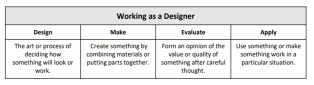 Working as a Designer
Design Make Evaluate Apply
The art or process of deciding how something will look or work.
Create something by combining materials or putting parts together.
Form an opinion of the value or quality of something after careful thought.
Use something or make something work in a particular situation.